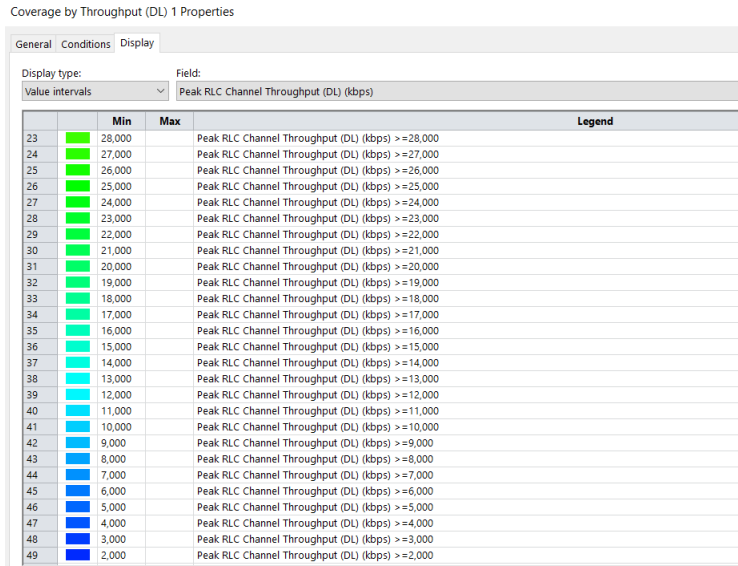 Coverage by Throughput (DL) 1 Properties
General Conditions Display
Display type: Field:
Value intervals Peak RLC Channel Throughput (DL) (kbps)
Min Max Legend
23 28,000 Peak RLC Channel Throughput (DL) (kbps) >=28,000
24 27,000 Peak RLC Channel Throughput (DL) (kbps) >=27,000
25 26,000 Peak RLC Channel Throughput (DL) (kbps) >=26,000
26 25,000 Peak RLC Channel Throughput (DL) (kbps) >=25,000
27 24,000 Peak RLC Channel Throughput (DL) (kbps) >=24,000
28 23,000 Peak RLC Channel Throughput (DL) (kbps) >=23,000
29 22,000 Peak RLC Channel Throughput (DL) (kbps) >=22,000
30 21,000 Peak RLC Channel Throughput (DL) (kbps) >=21,000
31 20,000 Peak RLC Channel Throughput (DL) (kbps) >=20,000
32 19,000 Peak RLC Channel Throughput (DL) (kbps) >=19,000
33 18,000 Peak RLC Channel Throughput (DL) (kbps) >=18,000
34 17,000 Peak RLC Channel Throughput (DL) (kbps) >=17,000
35 16,000 Peak RLC Channel Throughput (DL) (kbps) >=16,000
36 15,000 Peak RLC Channel Throughput (DL) (kbps) >=15,000
37 14,000 Peak RLC Channel Throughput (DL) (kbps) >=14,000
38 13,000 Peak RLC Channel Throughput (DL) (kbps) >=13,000
39 12,000 Peak RLC Channel Throughput (DL) (kbps) >=12,000
40 11,000 Peak RLC Channel Throughput (DL) (kbps) >=11,000
41 10,000 Peak RLC Channel Throughput (DL) (kbps) >=10,000
42 9,000 Peak RLC Channel Throughput (DL) (kbps) >=9,000
43 8,000 Peak RLC Channel Throughput (DL) (kbps) >=8,000
44 7,000 Peak RLC Channel Throughput (DL) (kbps) >=7,000
45 6,000 Peak RLC Channel Throughput (DL) (kbps) >=6,000
46 5,000 Peak RLC Channel Throughput (DL) (kbps) >=5,000
47 4,000 Peak RLC Channel Throughput (DL) (kbps) >=4,000
48 3,000 Peak RLC Channel Throughput (DL) (kbps) >=3,000
49 2,000 Peak RLC Channel Throughput (DL) (kbps) >=2,000